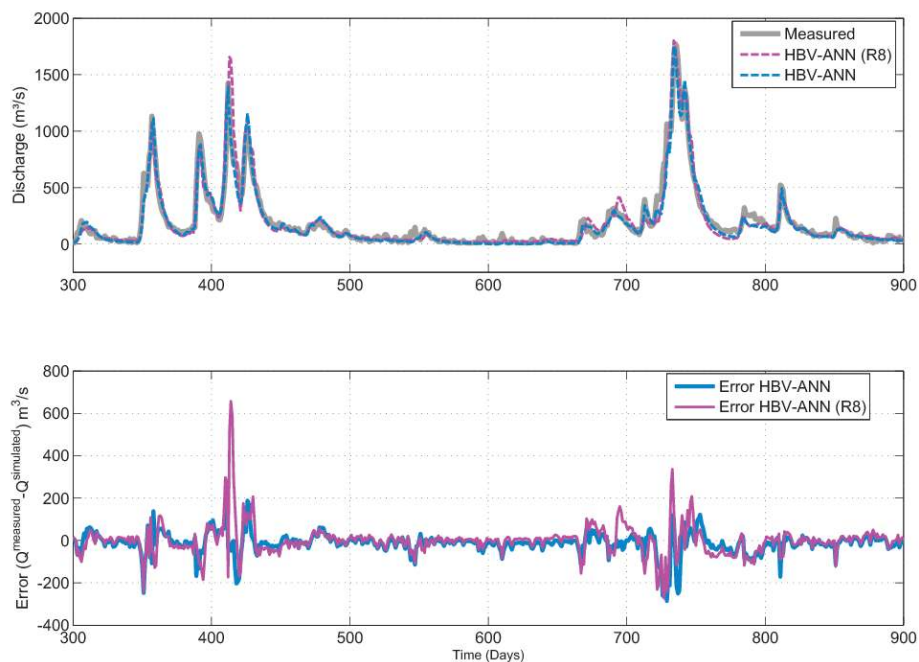 2000
1500
1000
500
0
Discharge (m³/s)
Measured
HBV-ANN (R8)
HBV-ANN
300 400 500 600 700 800 900
800
600
400
200
0
-200
-400
Error (Q^measured-Q^simulated) m³/s
Error HBV-ANN
Error HBV-ANN (R8)
300 400 500 600 700 800 900
Time (Days)